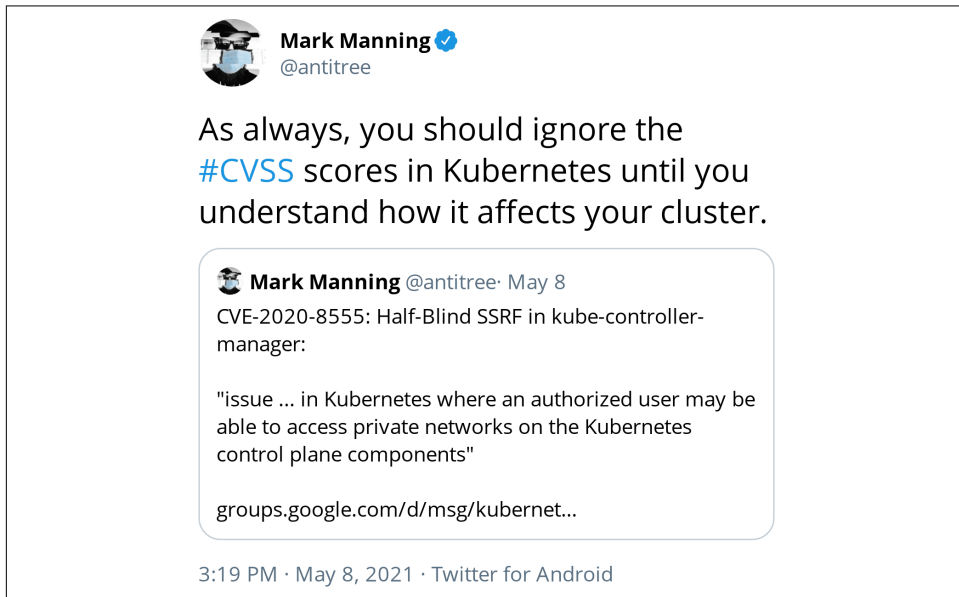 Mark Manning
@antitree
As always, you should ignore the
#CVSS scores in Kubernetes until you
understand how it affects your cluster.
Mark Manning @antitree· May 8
CVE-2020-8555: Half-Blind SSRF in kube-controller-
manager:
"issue ... in Kubernetes where an authorized user may be
able to access private networks on the Kubernetes
control plane components"
groups.google.com/d/msg/kubernet...
3:19 PM · May 8, 2021 · Twitter for Android